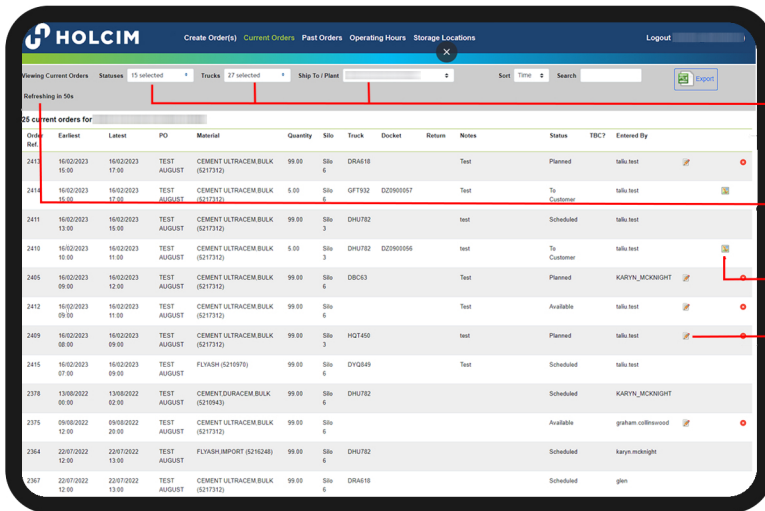 HOLCIM
Create Order(s) Current Orders Past Orders Operating Hours Storage Locations Logout
Viewing Current Orders Statuses 15 selected Trucks 27 selected Ship To / Plant Sort Time Search Export
Refreshing in 50s
25 current orders for
Order Earliest Latest PO Material Quantity Silo Truck Docket Return Notes Status TBC? Entered By
Ref.
2413 16/02/2023 16/02/2023 TEST CEMENT ULTRACEM,BULK 99.00 Silo DRA618 Test Planned taliu.test
15:00 17:00 AUGUST (5217312) 6
2414 16/02/2023 16/02/2023 TEST CEMENT ULTRACEM,BULK 5.00 Silo GFT932 DZ0900057 Test To taliu.test
15:00 17:00 AUGUST (5217312) 6 Customer
2411 16/02/2023 16/02/2023 TEST CEMENT ULTRACEM,BULK 99.00 Silo DHU782 test Scheduled taliu.test
13:00 15:00 AUGUST (5217312) 3
2410 16/02/2023 16/02/2023 TEST CEMENT ULTRACEM,BULK 5.00 Silo DHU782 DZ0900056 test To taliu.test
10:00 11:00 AUGUST (5217312) 3 Customer
2405 16/02/2023 16/02/2023 TEST CEMENT ULTRACEM,BULK 99.00 Silo DBC63 Test Planned KARYN_MCKNIGHT
09:00 12:00 AUGUST (5217312) 6
2412 16/02/2023 16/02/2023 TEST CEMENT ULTRACEM,BULK 99.00 Silo Test Available taliu.test
09:00 11:00 AUGUST (5217312) 6
2409 16/02/2023 16/02/2023 TEST CEMENT ULTRACEM,BULK 99.00 Silo HQT450 test Planned taliu.test
08:00 09:00 AUGUST (5217312) 3
2415 16/02/2023 16/02/2023 TEST FLYASH (5210970) 99.00 Silo DYQ849 Test Scheduled taliu.test
07:00 09:00 AUGUST 6
2378 13/08/2022 13/08/2022 TEST CEMENT,DURACEM,BULK 99.00 Silo DHU782 Scheduled KARYN_MCKNIGHT
00:00 02:00 AUGUST (5210943) 6
2375 09/08/2022 09/08/2022 TEST CEMENT ULTRACEM,BULK 99.00 Silo Available graham.collinswood
12:00 20:00 AUGUST (5217312) 6
2364 22/07/2022 22/07/2022 TEST FLYASH,IMPORT (5216248) 99.00 Silo DHU782 Scheduled karyn.mcknight
12:00 13:00 AUGUST 6
2367 22/07/2022 22/07/2022 TEST CEMENT ULTRACEM,BULK 99.00 Silo DRA618 Scheduled glen
12:00 13:00 AUGUST (5217312) 6